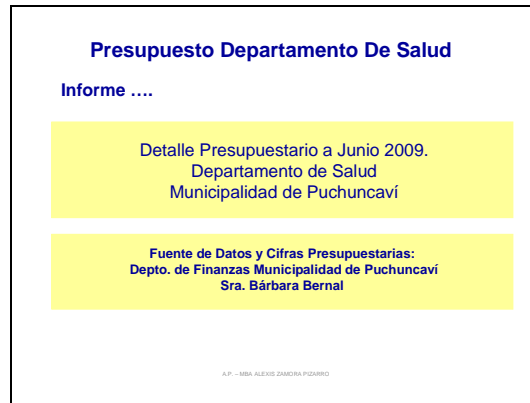 Presupuesto Departamento De Salud
Informe ....
Detalle Presupuestario a Junio 2009.
Departamento de Salud
Municipalidad de Puchuncaví
Fuente de Datos y Cifras Presupuestarias:
Depto. de Finanzas Municipalidad de Puchuncaví
Sra. Bárbara Bernal
A.P. – MBA ALEXIS ZAMORA PIZARRO